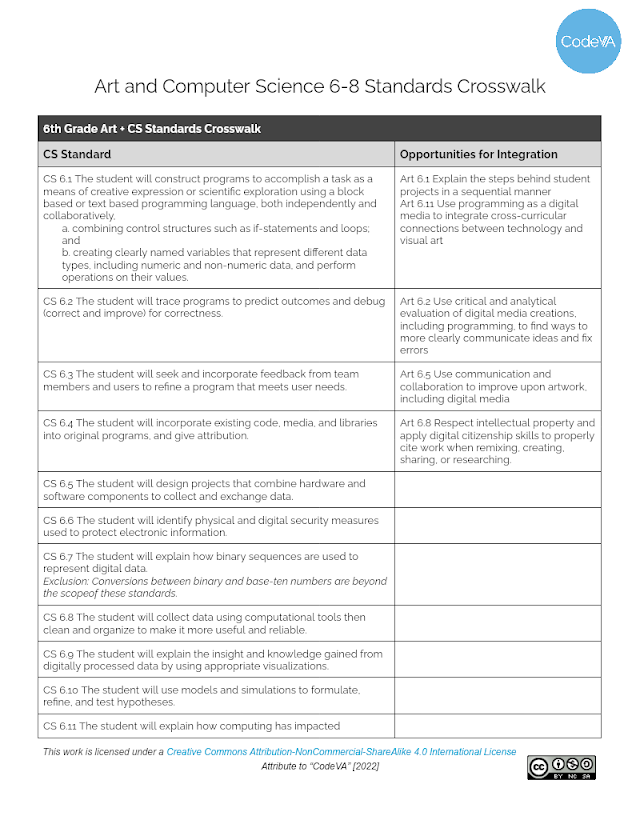 CodeVA
Art and Computer Science 6-8 Standards Crosswalk
6th Grade Art + CS Standards Crosswalk
CS Standard
Opportunities for Integration
CS 6.1 The student will construct programs to accomplish a task as a
means of creative expression or scientific exploration using a block
based or text based programming language, both independently and
collaboratively,
a. combining control structures such as if-statements and loops;
and
b. creating clearly named variables that represent different data
types, including numeric and non-numeric data, and perform
operations on their values.
Art 6.1 Explain the steps behind student
projects in a sequential manner
Art 6.11 Use programming as a digital
media to integrate cross-curricular
connections between technology and
visual art
CS 6.2 The student will trace programs to predict outcomes and debug
(correct and improve) for correctness.
Art 6.2 Use critical and analytical
evaluation of digital media creations,
including programming, to find ways to
more clearly communicate ideas and fix
errors
CS 6.3 The student will seek and incorporate feedback from team
members and users to refine a program that meets user needs.
Art 6.5 Use communication and
collaboration to improve upon artwork,
including digital media
CS 6.4 The student will incorporate existing code, media, and libraries
into original programs, and give attribution.
Art 6.8 Respect intellectual property and
apply digital citizenship skills to properly
cite work when remixing, creating,
sharing, or researching.
CS 6.5 The student will design projects that combine hardware and
software components to collect and exchange data.
CS 6.6 The student will identify physical and digital security measures
used to protect electronic information.
CS 6.7 The student will explain how binary sequences are used to
represent digital data.
Exclusion: Conversions between binary and base-ten numbers are beyond
the scopeof these standards.
CS 6.8 The student will collect data using computational tools then
clean and organize to make it more useful and reliable.
CS 6.9 The student will explain the insight and knowledge gained from
digitally processed data by using appropriate visualizations.
CS 6.10 The student will use models and simulations to formulate,
refine, and test hypotheses.
CS 6.11 The student will explain how computing has impacted
This work is licensed under a Creative Commons Attribution-NonCommercial-ShareAlike 4.0 International License
Attribute to "CodeVA" [2022]
cc
BY NC SA